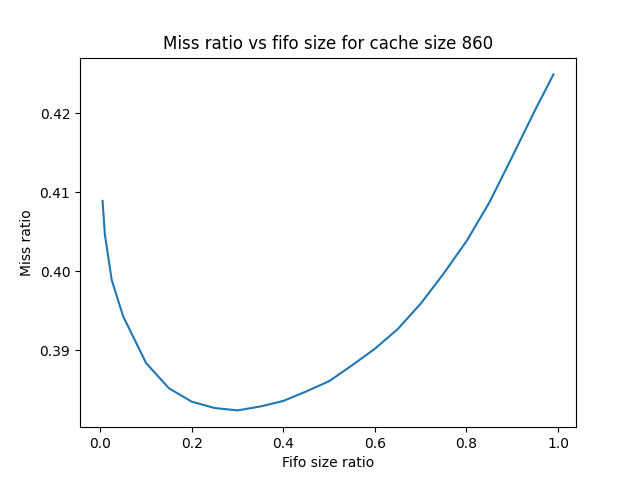 Miss ratio vs fifo size for cache size 860
Miss ratio
0.42
0.41
0.40
0.39
0.0 0.2 0.4 0.6 0.8 1.0
Fifo size ratio